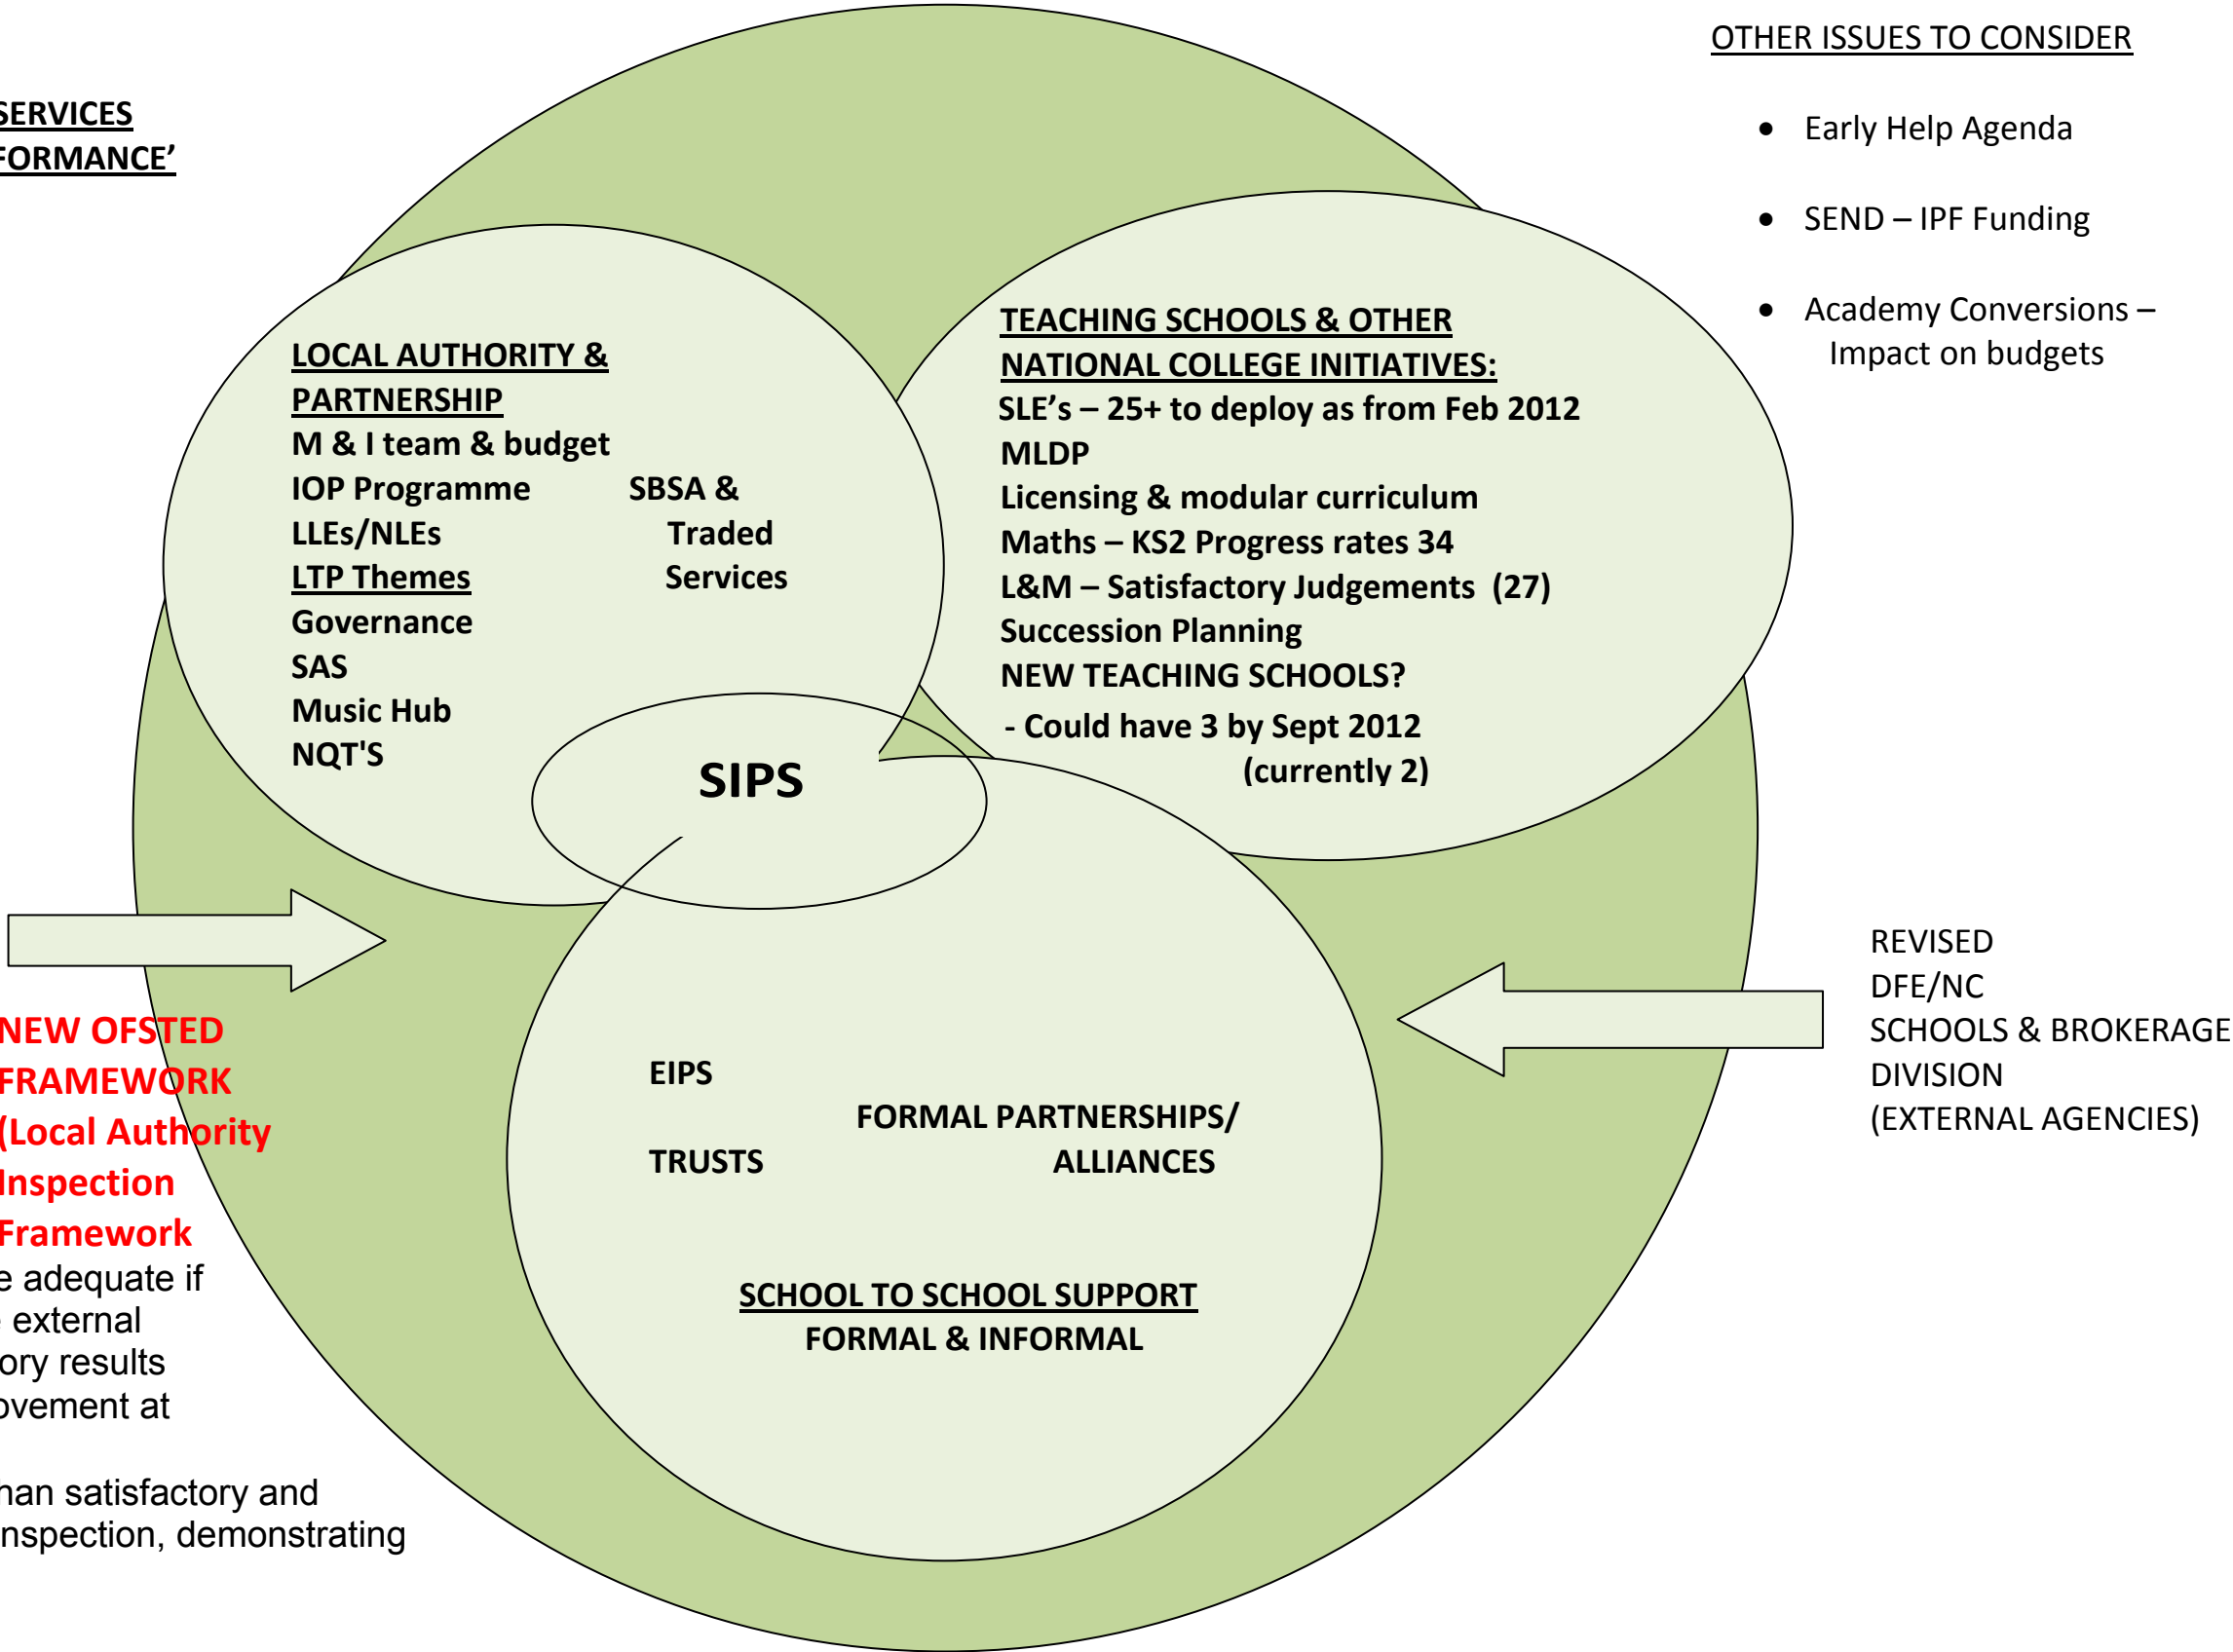 SERVICES
FORMANCE’
OTHER ISSUES TO CONSIDER
• Early Help Agenda
• SEND – IPF Funding
• Academy Conversions –
Impact on budgets
LOCAL AUTHORITY &
PARTNERSHIP
M & I team & budget
IOP Programme
LLEs/NLEs
LTP Themes
Governance
SAS
Music Hub
NQT'S
SBSA &
Traded
Services
TEACHING SCHOOLS & OTHER
NATIONAL COLLEGE INITIATIVES:
SLE’s – 25+ to deploy as from Feb 2012
MLDP
Licensing & modular curriculum
Maths – KS2 Progress rates 34
L&M – Satisfactory Judgements (27)
Succession Planning
NEW TEACHING SCHOOLS?
- Could have 3 by Sept 2012
(currently 2)
SIPS
NEW OFSTED
FRAMEWORK
(Local Authority
Inspection
Framework
e adequate if
e external
ory results
ovement at
han satisfactory and
inspection, demonstrating
EIPS
TRUSTS
FORMAL PARTNERSHIPS/
ALLIANCES
SCHOOL TO SCHOOL SUPPORT
FORMAL & INFORMAL
REVISED
DFE/NC
SCHOOLS & BROKERAGE
DIVISION
(EXTERNAL AGENCIES)